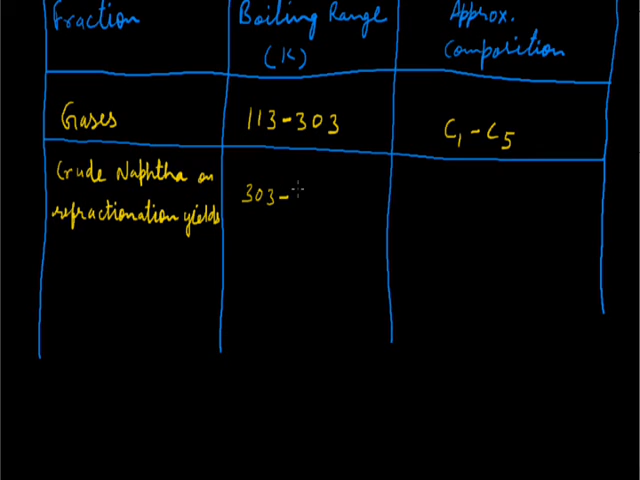 Fraction
Boiling Range
(K)
Approx.
Composition
Gases
113-303
C₁ - C₅
Crude Naphtha on
refractionation yields
303-